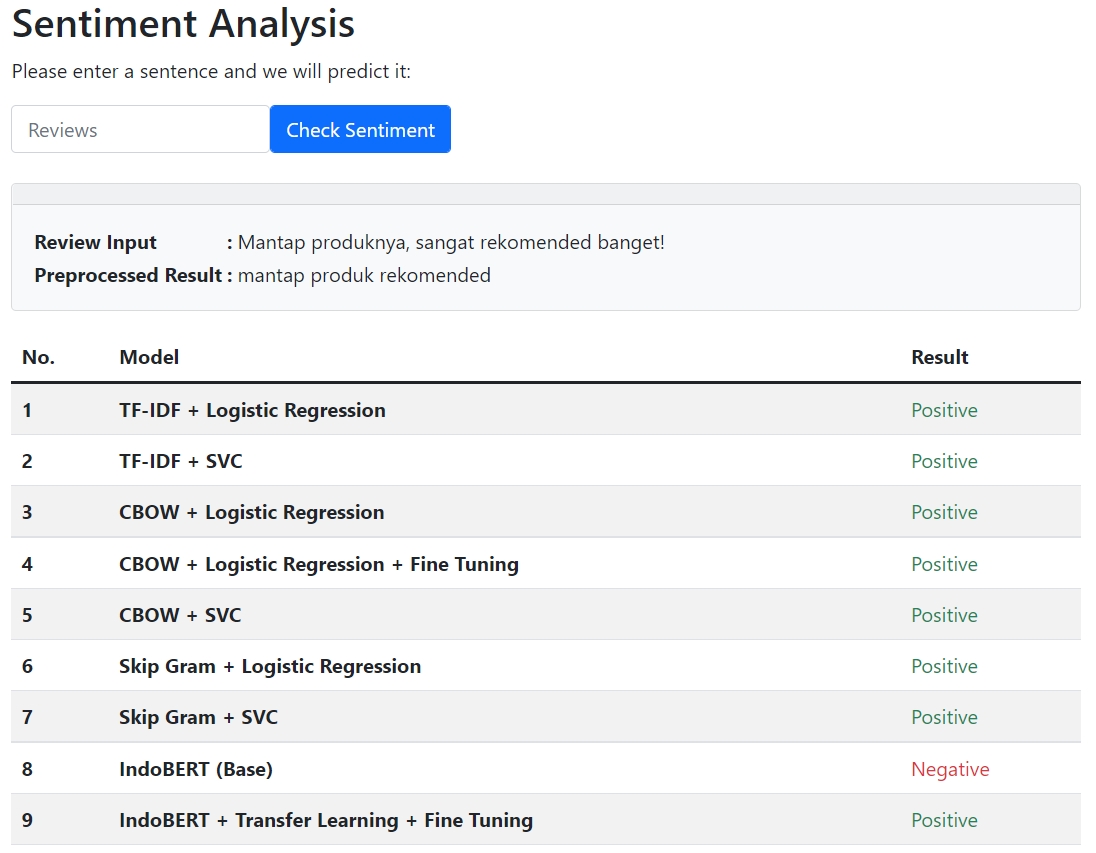 Sentiment Analysis
Please enter a sentence and we will predict it:
Reviews Check Sentiment
Review Input : Mantap produknya, sangat rekomended banget!
Preprocessed Result : mantap produk rekomended
No. Model Result
1 TF-IDF + Logistic Regression Positive
2 TF-IDF + SVC Positive
3 CBOW + Logistic Regression Positive
4 CBOW + Logistic Regression + Fine Tuning Positive
5 CBOW + SVC Positive
6 Skip Gram + Logistic Regression Positive
7 Skip Gram + SVC Positive
8 IndoBERT (Base) Negative
9 IndoBERT + Transfer Learning + Fine Tuning Positive